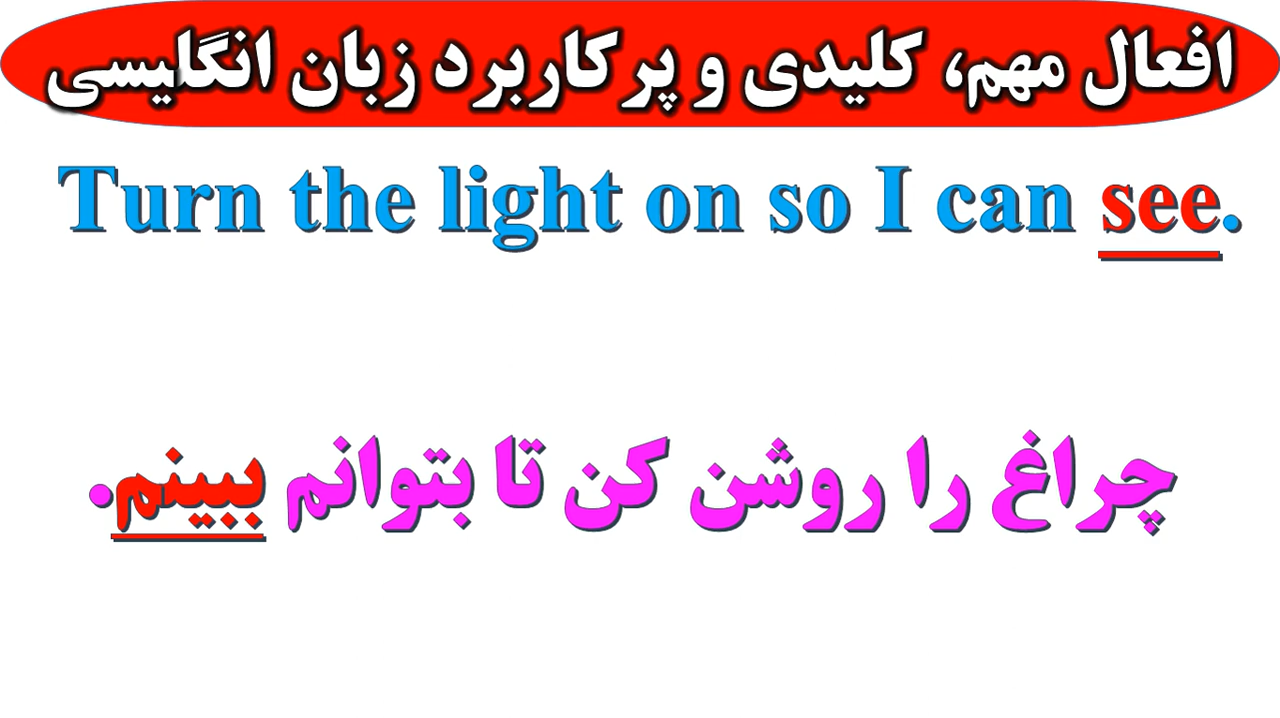 افعال مهم، کلیدی و پرکاربرد زبان انگلیسی
Turn the light on so I can see.
چراغ را روشن کن تا بتوانم ببینم.